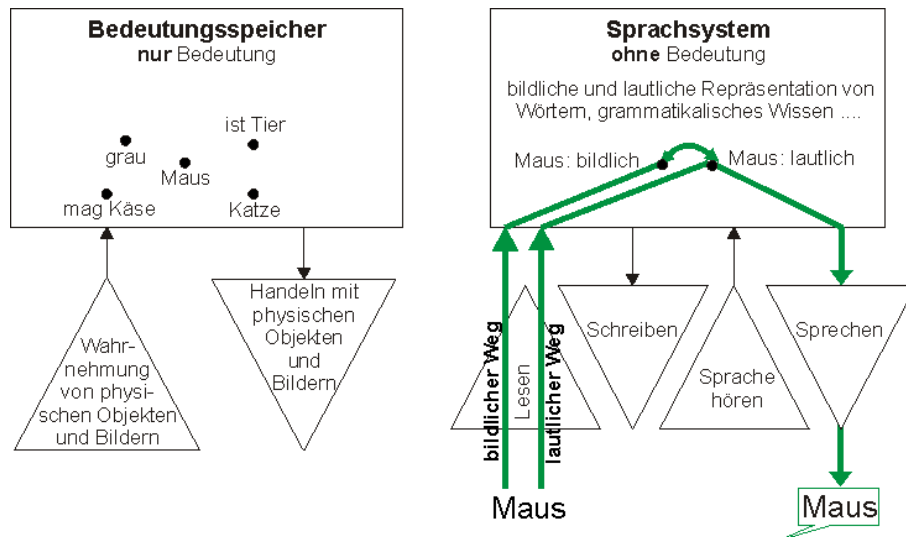 Bedeutungsspeicher
nur Bedeutung
ist Tier
grau
Maus
mag Käse
Katze
Wahr-
nehmung
von physi-
schen Objekten
und Bildern
Handeln mit
physischen
Objekten
und
Bildern
Sprachsystem
ohne Bedeutung
bildliche und lautliche Repräsentation von
Wörtern, grammatikalisches Wissen ....
Maus: bildlich
Maus: lautlich
bildlicher Weg
Lesen
lautlicher Weg
Schreiben
Sprache
hören
Sprechen
Maus
Maus